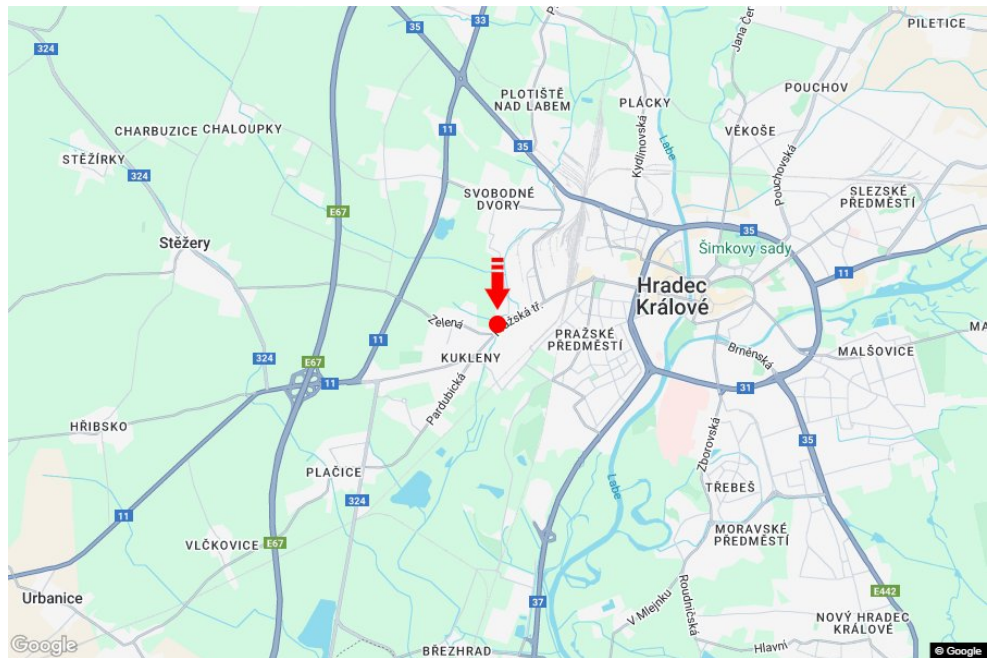 324
35
33
PILETICE
Jana Čer
PLOTIŠTĚ
NAD LABEM
PLÁCKY
POUCHOV
CHARBUZICE
CHALOUPKY
11
Labe
VĚKOŠE
STĚŽÍRKY
324
35
Kydlinovská
Pouchovská
SVOBODNÉ
DVORY
SLEZSKÉ
PŘEDMĚSTÍ
E67
Stěžery
35
Šimkovy sady
11
Hradec
Králové
Zelená
Pražská tř.
11
PRAŽSKÉ
PŘEDMĚSTÍ
MA
KUKLENY
Brněnská
MALŠOVICE
324
E67
11
31
Pardubická
HŘIBSKO
Zborovská
35
PLAČICE
Labe
TŘEBEŠ
324
11
MORAVSKÉ
PŘEDMĚSTÍ
VLČKOVICE
E67
Urbanice
37
Roudničská
E442
V Mlejnku
NOVÝ HRADEC
KRÁLOVÉ
Hlavní
BŘEZHRAD
Google
© Google